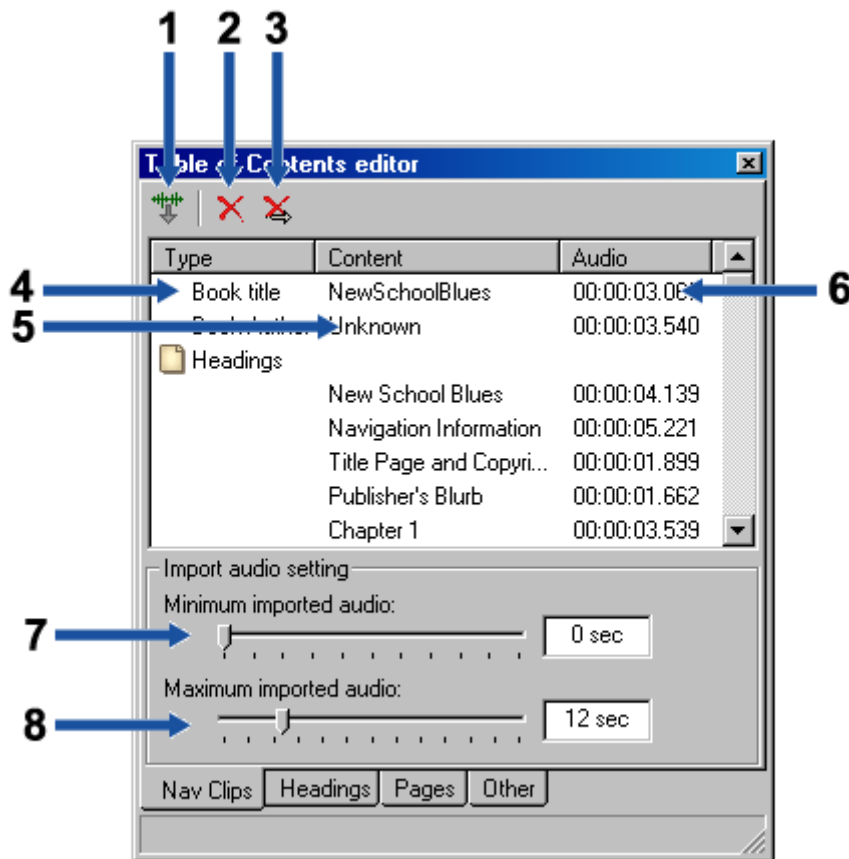 1 2 3
Table of Contents editor
Type Content Audio
4 Book title NewSchoolBlues 6
5 Unknown 00:00:03.540
Headings
New School Blues 00:00:04.139
Navigation Information 00:00:05.221
Title Page and Copyri... 00:00:01.899
Publisher's Blurb 00:00:01.662
Chapter 1 00:00:03.539
Import audio setting
Minimum imported audio:
7 0 sec
Maximum imported audio:
8 12 sec
Nav Clips Headings Pages Other